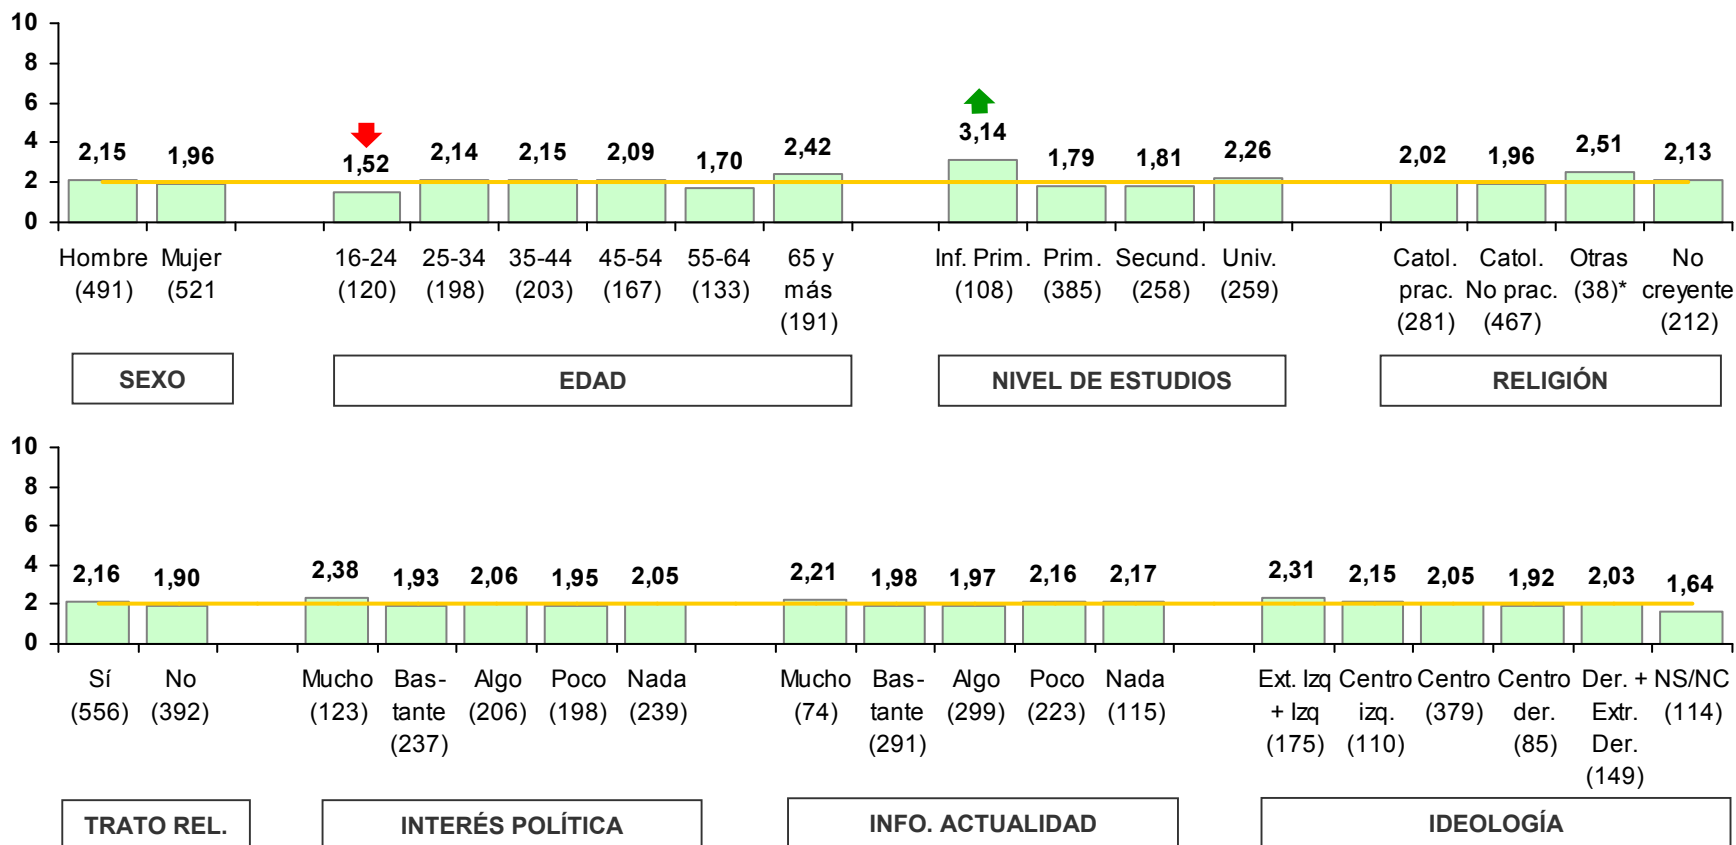 10
8
6
4
2
0
2,15 1,96 1,52 2,14 2,15 2,09 1,70 2,42 3,14 1,79 1,81 2,26 2,02 1,96 2,51 2,13
Hombre Mujer 16-24 25-34 35-44 45-54 55-64 65 y Inf. Prim. Prim. Secund. Univ. Catol. Catol. Otras No
(491) (521 (120) (198) (203) (167) (133) más (108) (385) (258) (259) prac. No prac. (38)* creyente
(191) (281) (467) (212)
SEXO EDAD NIVEL DE ESTUDIOS RELIGIÓN
10
8
6
4
2
0
2,16 1,90 2,38 1,93 2,06 1,95 2,05 2,21 1,98 1,97 2,16 2,17 2,31 2,15 2,05 1,92 2,03 1,64
Sí No Mucho Bas- Algo Poco Nada Mucho Bas- Algo Poco Nada Ext. Izq Centro Centro Centro Der. + NS/NC
(556) (392) (123) tante (206) (198) (239) (74) tante (299) (223) (115) + Izq izq. (379) der. Extr. (114)
(237) (291) (175) (110) (85) Der.
(149)
TRATO REL. INTERÉS POLÍTICA INFO. ACTUALIDAD IDEOLOGÍA